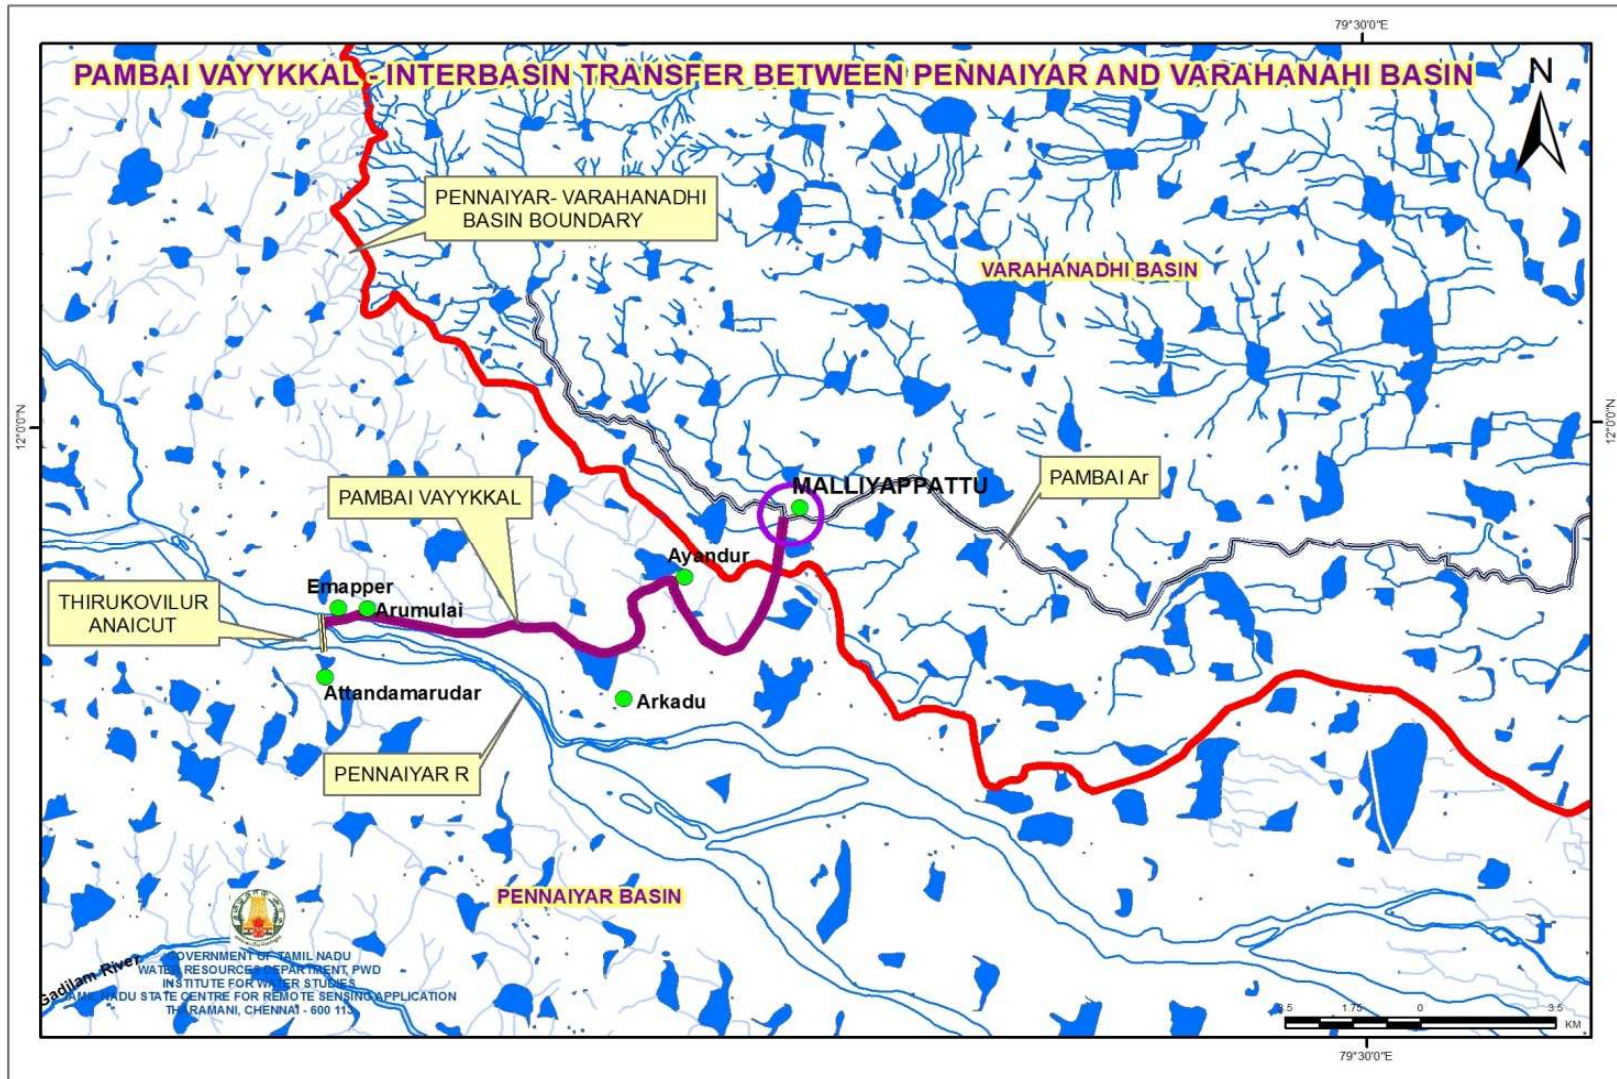 79°30'0"E
PAMBAI VAYYKKAL - INTERBASIN TRANSFER BETWEEN PENNAIYAR AND VARAHANAHI BASIN
N
PENNAIYAR- VARAHANADHI
BASIN BOUNDARY
VARAHANADHI BASIN
12°0'0"N
12°0'0"N
PAMBAI VAYYKKAL
MALLIYAPPATTU
PAMBAI Ar
Ayandur
THIRUKOVILUR
ANAICUT
Emapper
Arumulai
Attandamarudar
Arkadu
PENNAIYAR R
PENNAIYAR BASIN
Gadilam River
GOVERNMENT OF TAMIL NADU
WATER RESOURCES DEPARTMENT, PWD
INSTITUTE FOR WATER STUDIES
TAMIL NADU STATE CENTRE FOR REMOTE SENSING APPLICATION
THARAMANI, CHENNAI - 600 113
3.5 1.75 0 3.5
KM
79°30'0"E